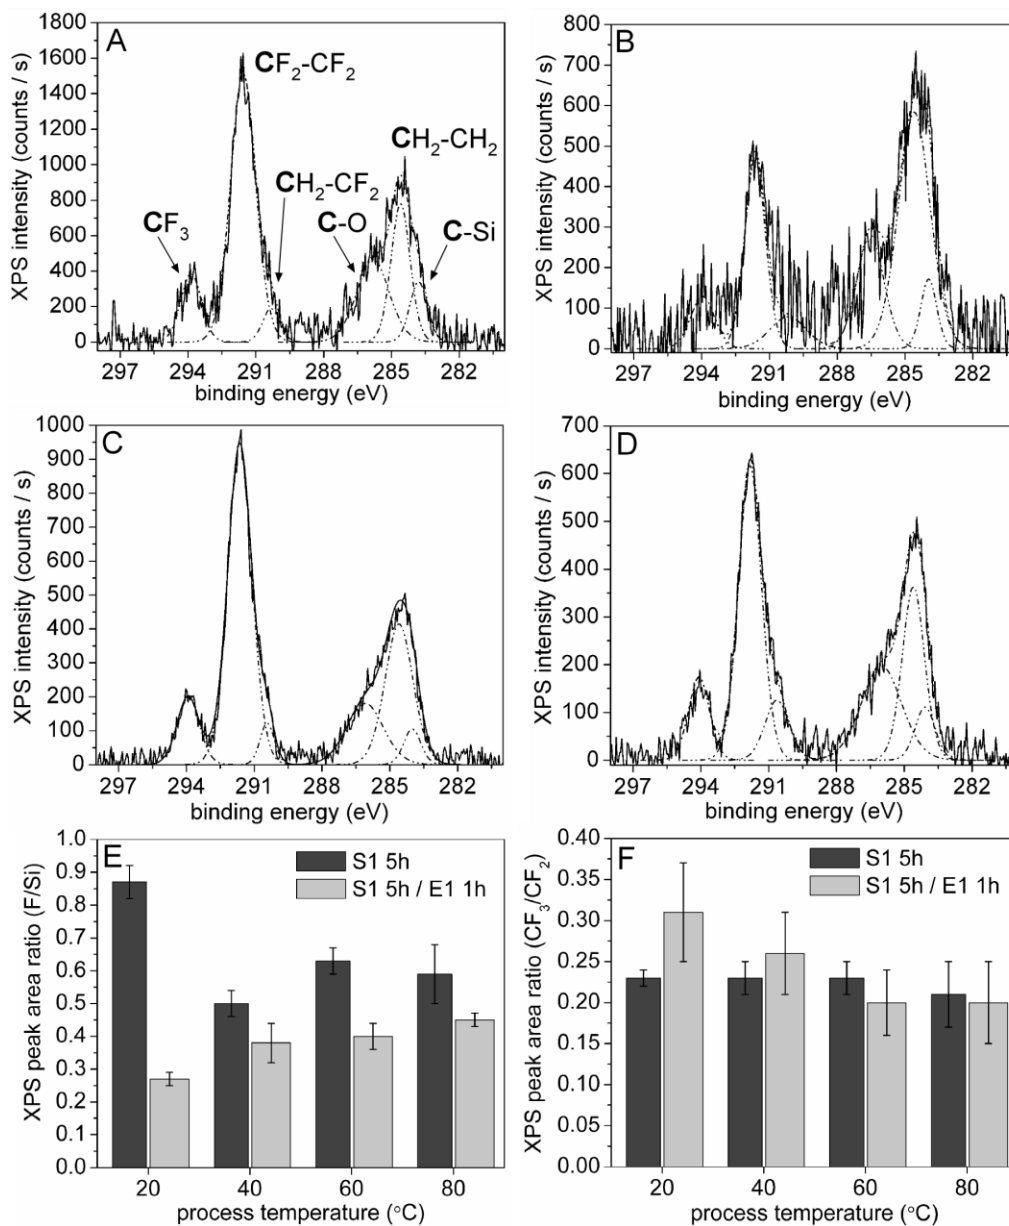 A
XPS intensity (counts / s)
1800
1600
1400
1200
1000
800
600
400
200
0
CF₂-CF₂
CH₂-CH₂
CH₂-CF₂
CF₃
C-O
C-Si
297 294 291 288 285 282
binding energy (eV)
B
XPS intensity (counts / s)
800
700
600
500
400
300
200
100
0
297 294 291 288 285 282
binding energy (eV)
C
XPS intensity (counts / s)
1000
900
800
700
600
500
400
300
200
100
0
297 294 291 288 285 282
binding energy (eV)
D
XPS intensity (counts / s)
700
600
500
400
300
200
100
0
297 294 291 288 285 282
binding energy (eV)
E
XPS peak area ratio (F/Si)
1.0
0.9
0.8
0.7
0.6
0.5
0.4
0.3
0.2
0.1
0.0
S1 5h
S1 5h / E1 1h
20 40 60 80
process temperature (°C)
F
XPS peak area ratio (CF₃/CF₂)
0.40
0.35
0.30
0.25
0.20
0.15
0.10
0.05
0.00
S1 5h
S1 5h / E1 1h
20 40 60 80
process temperature (°C)